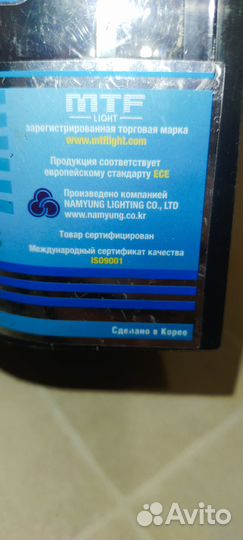 MTF
LIGHT
зарегистрированная торговая марка
www.mtflight.com
Продукция соответствует
европейскому стандарту ECE
Произведено компанией
NAMYUNG LIGHTING CO., LTD
www.namyung.co.kr
Товар сертифицирован
Международный сертификат качества
ISO9001
Сделано в Корее
Avito